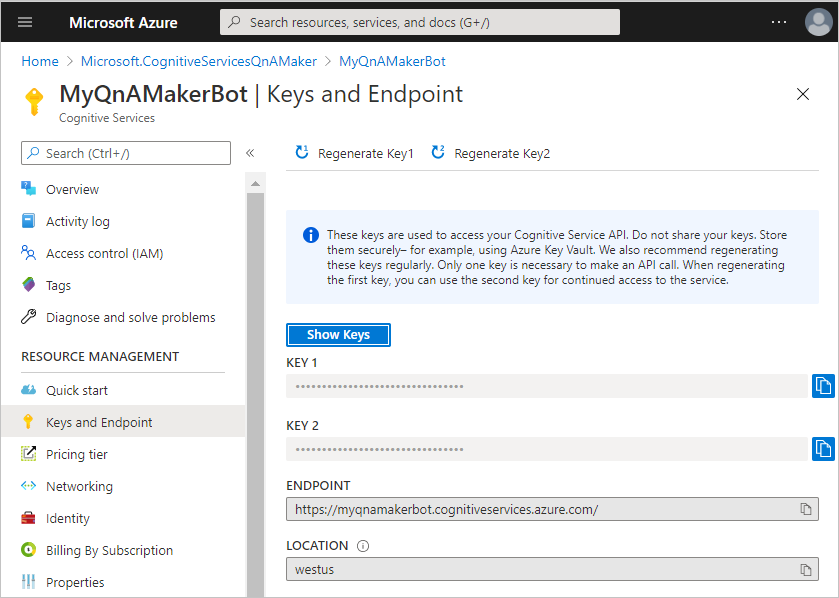 Microsoft Azure
Search resources, services, and docs (G+/)
Home > Microsoft.CognitiveServicesQnAMaker > MyQnAMakerBot
MyQnAMakerBot | Keys and Endpoint
Cognitive Services
Search (Ctrl+/)
Overview
Activity log
Access control (IAM)
Tags
Diagnose and solve problems
RESOURCE MANAGEMENT
Quick start
Keys and Endpoint
Pricing tier
Networking
Identity
Billing By Subscription
Properties
Regenerate Key1
Regenerate Key2
These keys are used to access your Cognitive Service API. Do not share your keys. Store
them securely– for example, using Azure Key Vault. We also recommend regenerating
these keys regularly. Only one key is necessary to make an API call. When regenerating
the first key, you can use the second key for continued access to the service.
Show Keys
KEY 1
••••••••••••••••••••••••••••••••
KEY 2
••••••••••••••••••••••••••••••••
ENDPOINT
https://myqnamakerbot.cognitiveservices.azure.com/
LOCATION
westus